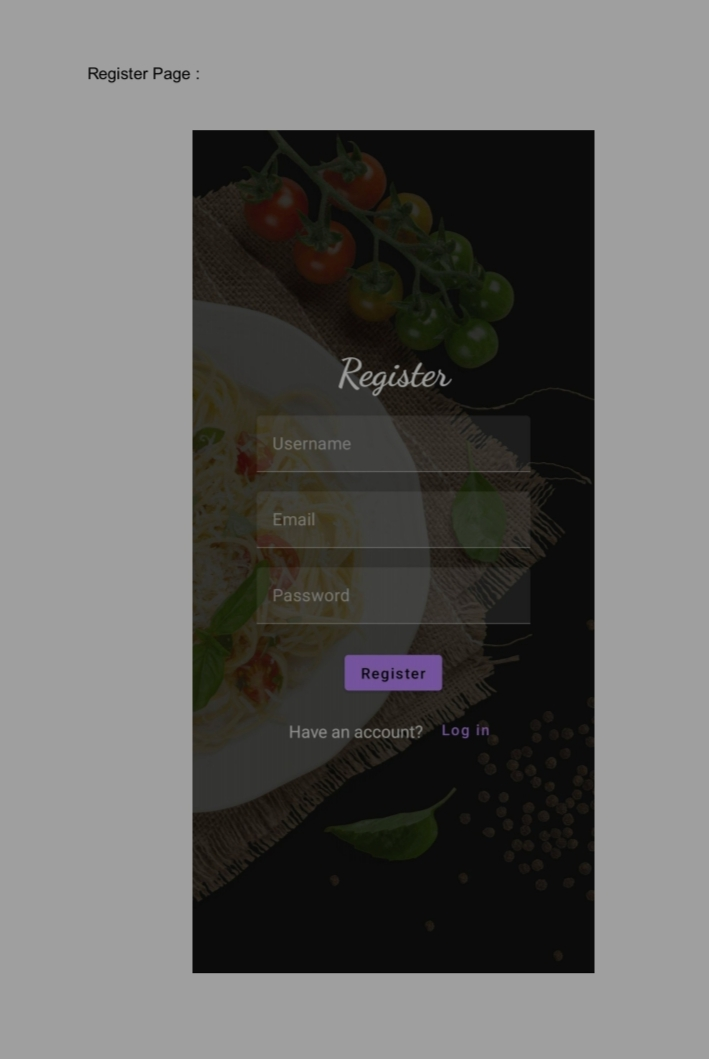 Register Page :
Register
Username
Email
Password
Register
Have an account? Log in